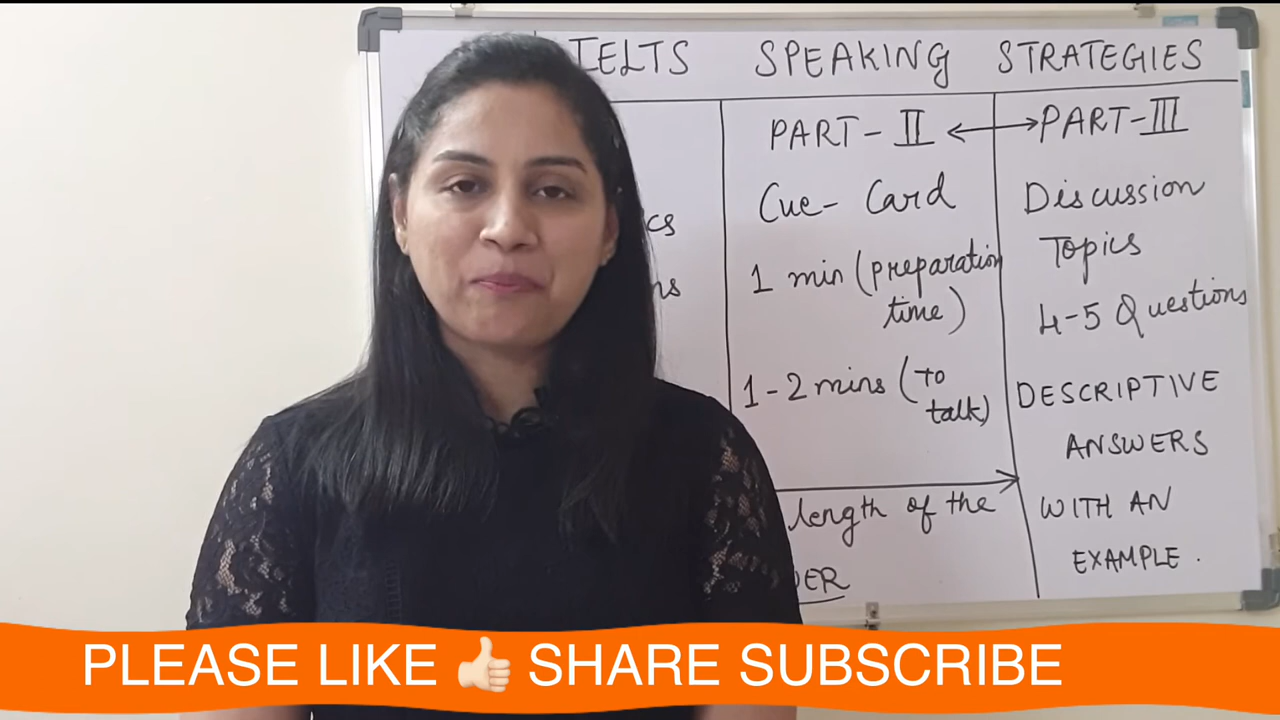 IELTS SPEAKING STRATEGIES
PART-II ↔ PART-III
Cue-Card
1 min (preparation
time)
1-2 mins (to
talk)
length of the
Discussion
Topics
4-5 Questions
DESCRIPTIVE
ANSWERS
WITH AN
EXAMPLE.
PLEASE LIKE 👍🏻 SHARE SUBSCRIBE